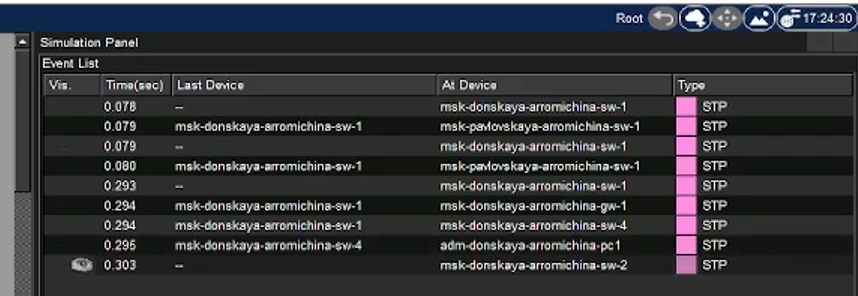 Root 17:24:30
Simulation Panel
Event List
Vis. Time(sec) Last Device At Device Type
0.078 -- msk-donskaya-arromichina-sw-1 STP
0.079 msk-donskaya-arromichina-sw-1 msk-pavlovskaya-arromichina-sw-1 STP
0.079 -- msk-donskaya-arromichina-sw-1 STP
0.080 msk-donskaya-arromichina-sw-1 msk-pavlovskaya-arromichina-sw-1 STP
0.293 -- msk-donskaya-arromichina-sw-1 STP
0.294 msk-donskaya-arromichina-sw-1 msk-donskaya-arromichina-gw-1 STP
0.294 msk-donskaya-arromichina-sw-1 msk-donskaya-arromichina-sw-4 STP
0.295 msk-donskaya-arromichina-sw-4 adm-donskaya-arromichina-pc1 STP
0.303 -- msk-donskaya-arromichina-sw-2 STP